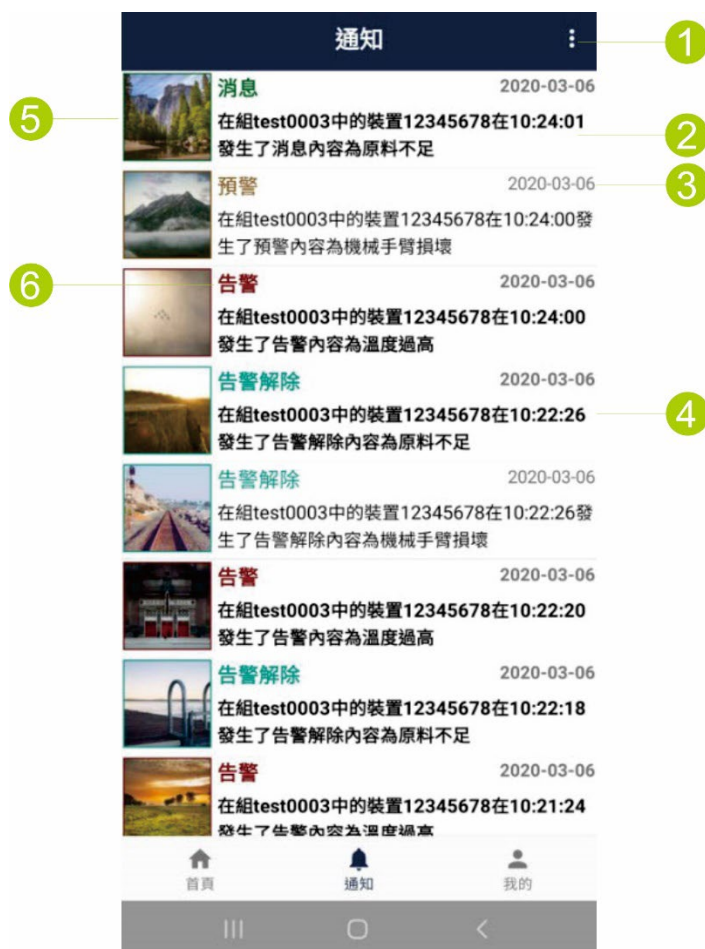 通知
1
消息 2020-03-06
5
在組test0003中的裝置12345678在10:24:01
2
發生了消息內容為原料不足
預警 2020-03-06
3
在組test0003中的裝置12345678在10:24:00發
生了預警內容為機械手臂損壞
6
告警 2020-03-06
在組test0003中的裝置12345678在10:24:00
發生了告警內容為溫度過高
告警解除 2020-03-06
在組test0003中的裝置12345678在10:22:26
4
發生了告警解除內容為原料不足
告警解除 2020-03-06
在組test0003中的裝置12345678在10:22:26發
生了告警解除內容為機械手臂損壞
告警 2020-03-06
在組test0003中的裝置12345678在10:22:20
發生了告警內容為溫度過高
告警解除 2020-03-06
在組test0003中的裝置12345678在10:22:18
發生了告警解除內容為原料不足
告警 2020-03-06
在組test0003中的裝置12345678在10:21:24
發生了告警內容為溫度過高
首頁 通知 我的